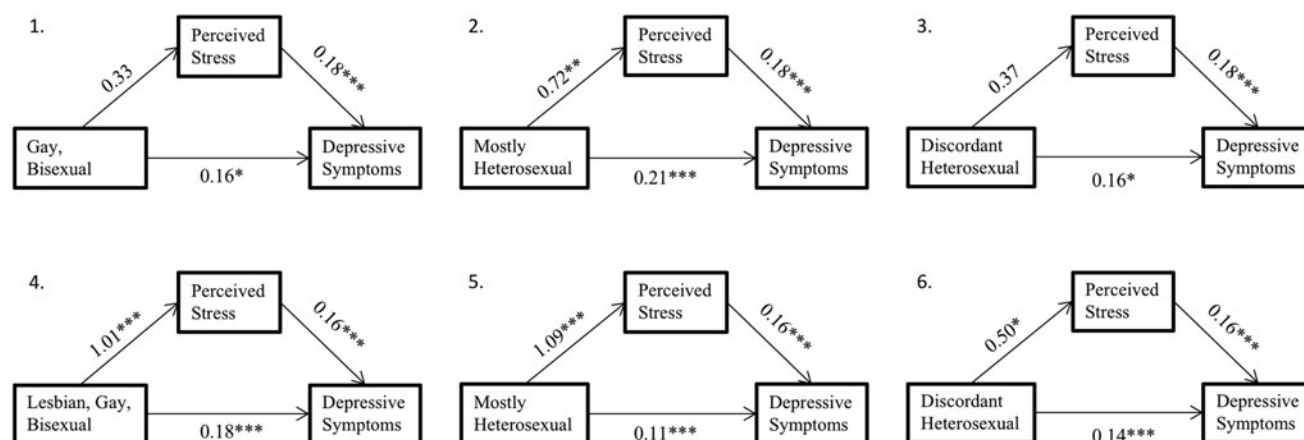 1.
Perceived
Stress
0.33
0.18***
Gay,
Bisexual
Depressive
Symptoms
0.16*
2.
Perceived
Stress
0.72**
0.18***
Mostly
Heterosexual
Depressive
Symptoms
0.21***
3.
Perceived
Stress
0.37
0.18***
Discordant
Heterosexual
Depressive
Symptoms
0.16*
4.
Perceived
Stress
1.01***
0.16***
Lesbian, Gay,
Bisexual
Depressive
Symptoms
0.18***
5.
Perceived
Stress
1.09***
0.16***
Mostly
Heterosexual
Depressive
Symptoms
0.11***
6.
Perceived
Stress
0.50*
0.16***
Discordant
Heterosexual
Depressive
Symptoms
0.14***